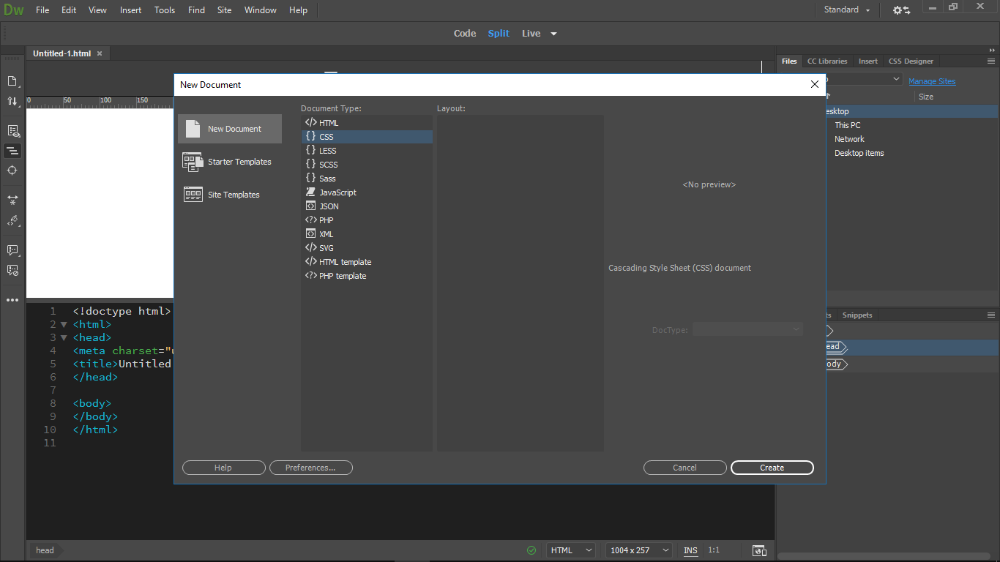 Dw File Edit View Insert Tools Find Site Window Help Standard
Code Split Live
Untitled-1.html
Files CC Libraries Insert CSS Designer
Manage Sites
Size
esktop
This PC
Network
Desktop items
0 50 100 150
New Document
New Document
Starter Templates
Site Templates
Document Type:
HTML
CSS
LESS
SCSS
Sass
JavaScript
JSON
PHP
XML
SVG
HTML template
PHP template
Layout:
<No preview>
Cascading Style Sheet (CSS) document
DocType:
Help Preferences... Cancel Create
ts Snippets
ead
ody
1 <!doctype html>
2 <html>
3 <head>
4 <meta charset="u
5 <title>Untitled
6 </head>
7
8 <body>
9 </body>
10 </html>
11
head HTML 1004 x 257 INS 1:1